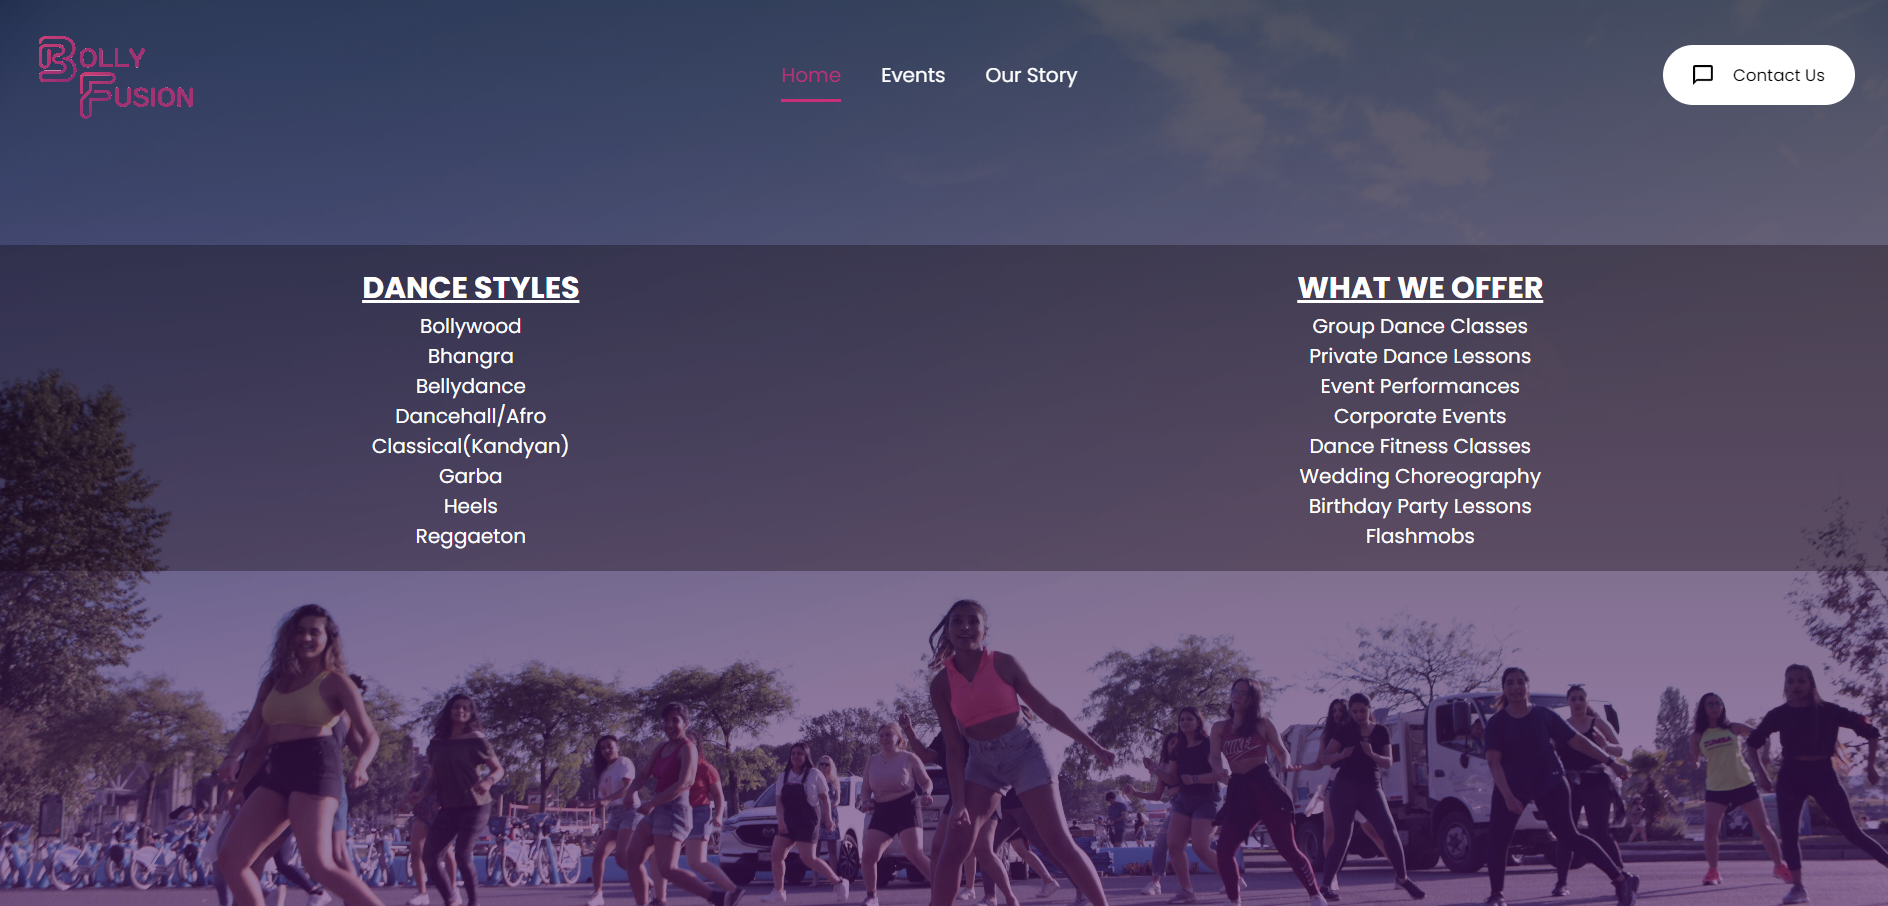 BOLLY
FUSION
Home
Events
Our Story
Contact Us
DANCE STYLES
Bollywood
Bhangra
Bellydance
Dancehall/Afro
Classical(Kandyan)
Garba
Heels
Reggaeton
WHAT WE OFFER
Group Dance Classes
Private Dance Lessons
Event Performances
Corporate Events
Dance Fitness Classes
Wedding Choreography
Birthday Party Lessons
Flashmobs
NIKE
ZUMBA